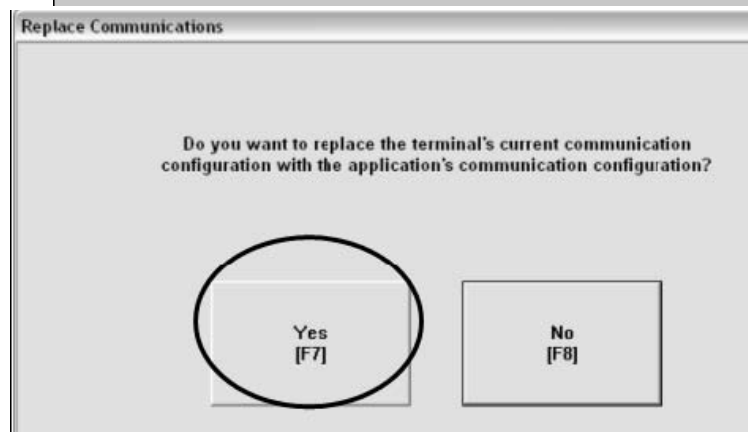 Replace Communications
Do you want to replace the terminal's current communication
configuration with the application's communication configuration?
Yes
[F7]
No
[F8]